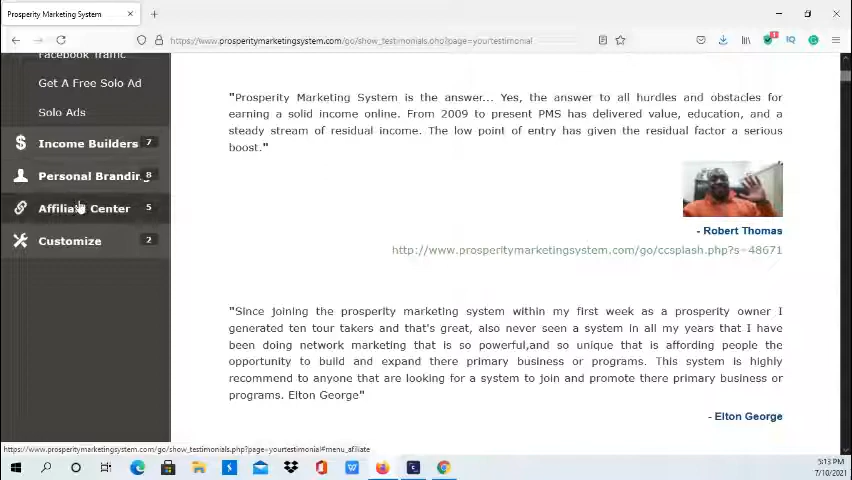 Prosperity Marketing System
https://www.prosperitymarketingsystem.com/go/show_testimonials.php?page=yourtestimonial
Facebook Traffic
Get A Free Solo Ad
Solo Ads
Income Builders 7
Personal Branding 8
Affiliate Center 5
Customize 2
"Prosperity Marketing System is the answer... Yes, the answer to all hurdles and obstacles for
earning a solid income online. From 2009 to present PMS has delivered value, education, and a
steady stream of residual income. The low point of entry has given the residual factor a serious
boost."
- Robert Thomas
http://www.prosperitymarketingsystem.com/go/ccsplash.php?s=48671
"Since joining the prosperity marketing system within my first week as a prosperity owner I
generated ten tour takers and that's great, also never seen a system in all my years that I have
been doing network marketing that is so powerful,and so unique that is affording people the
opportunity to build and expand there primary business or programs. This system is highly
recommend to anyone that are looking for a system to join and promote there primary business or
programs. Elton George"
- Elton George
https://www.prosperitymarketingsystem.com/go/show_testimonials.php?page=yourtestimonial#menu_affiliate
5:13 PM
7/10/2021